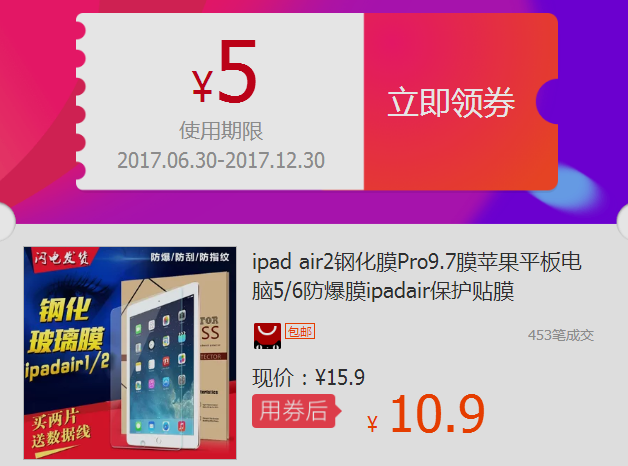 ¥5
使用期限
2017.06.30-2017.12.30
立即领券
闪电发货
防爆/防刮/防指纹
钢化
玻璃膜
ipadair1/2
买两片
送数据线
ipad air2钢化膜Pro9.7膜苹果平板电
脑5/6防爆膜ipadair保护贴膜
包邮
453笔成交
现价：¥15.9
用券后
¥ 10.9